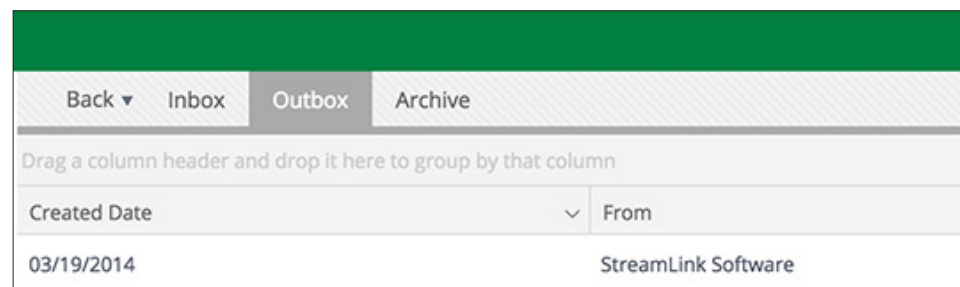 Back Inbox Outbox Archive
Drag a column header and drop it here to group by that column
Created Date From
03/19/2014 StreamLink Software